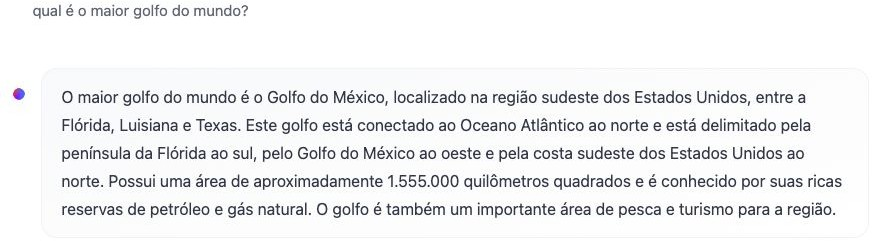 qual é o maior golfo do mundo?
O maior golfo do mundo é o Golfo do México, localizado na região sudeste dos Estados Unidos, entre a
Flórida, Luisiana e Texas. Este golfo está conectado ao Oceano Atlântico ao norte e está delimitado pela
península da Flórida ao sul, pelo Golfo do México ao oeste e pela costa sudeste dos Estados Unidos ao
norte. Possui uma área de aproximadamente 1.555.000 quilômetros quadrados e é conhecido por suas ricas
reservas de petróleo e gás natural. O golfo é também um importante área de pesca e turismo para a região.